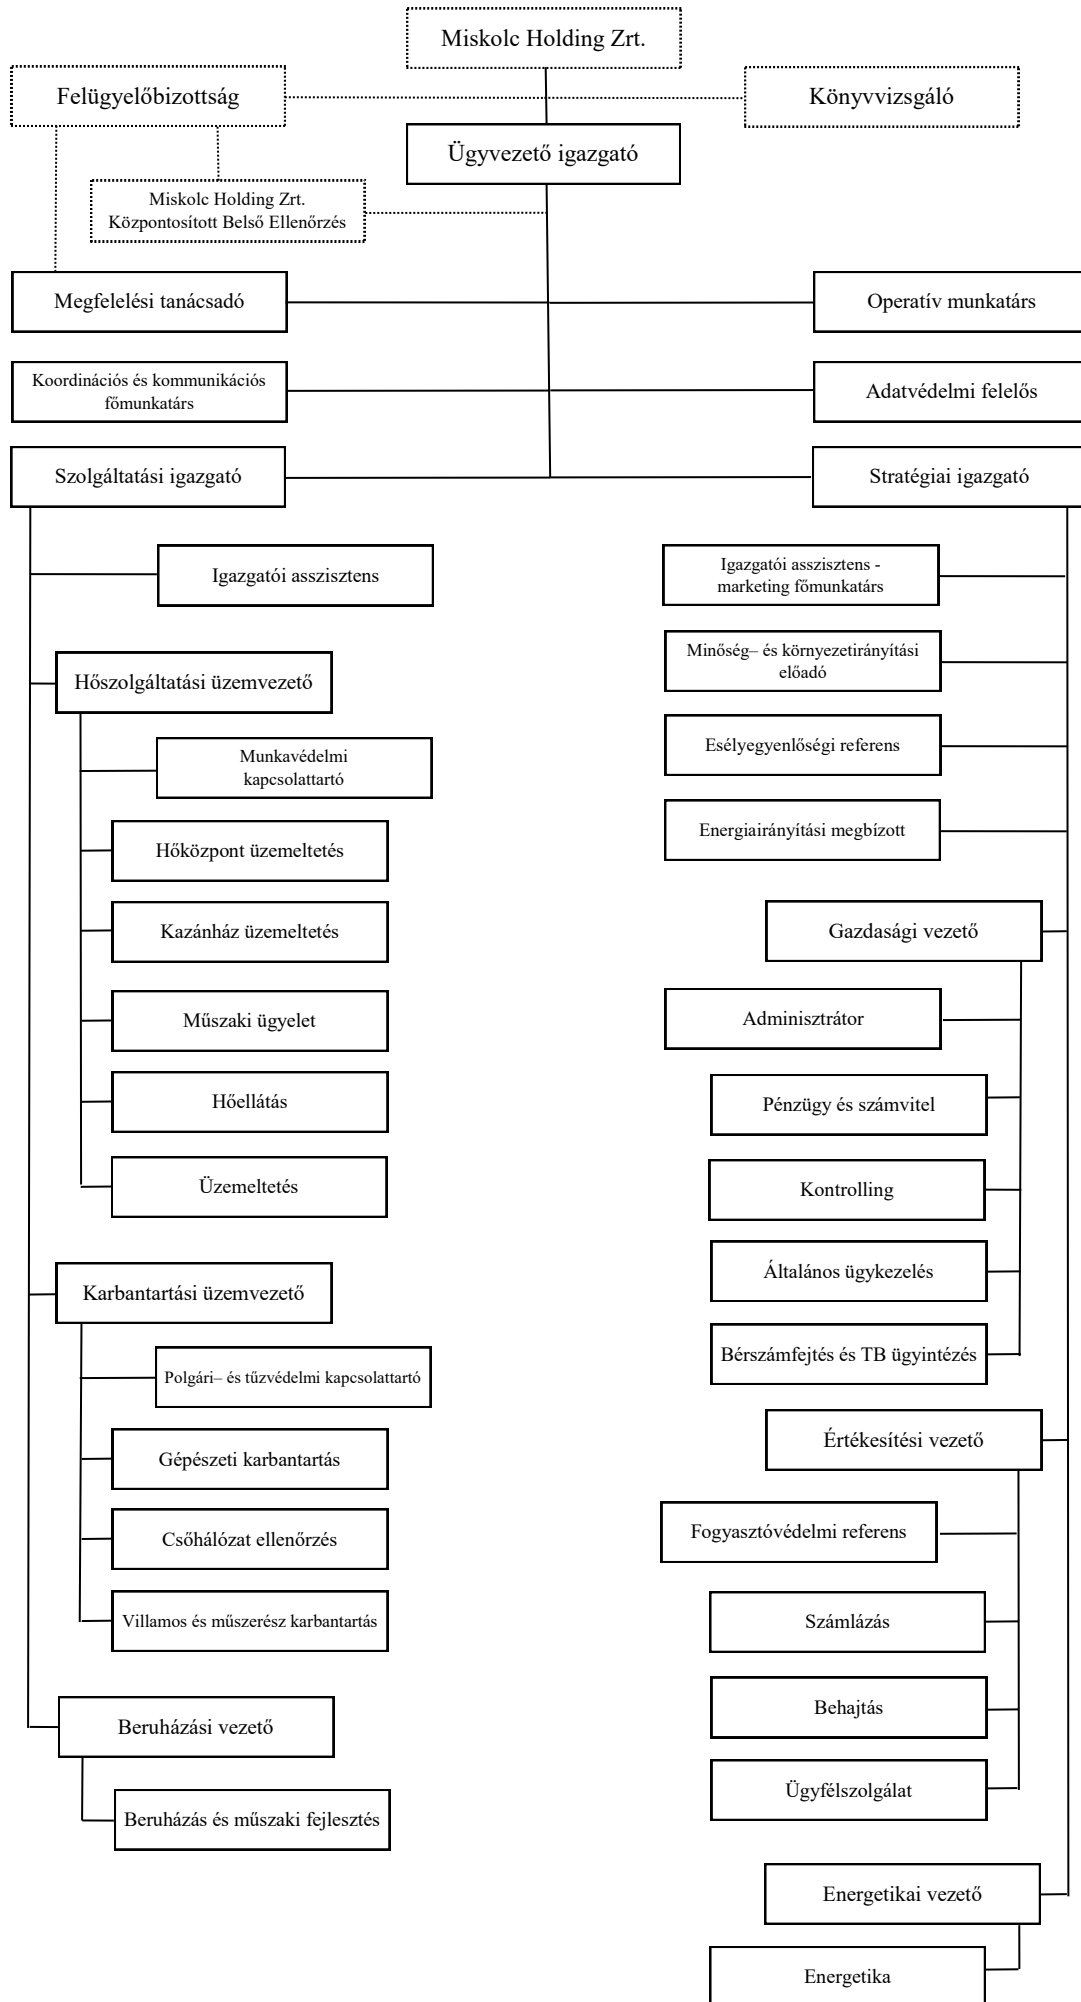 Miskolc Holding Zrt.
Felügyelőbizottság
Könyvvizsgáló
Ügyvezető igazgató
Miskolc Holding Zrt.
Központosított Belső Ellenőrzés
Megfelelési tanácsadó
Operatív munkatárs
Koordinációs és kommunikációs
főmunkatárs
Adatvédelmi felelős
Szolgáltatási igazgató
Stratégiai igazgató
Igazgatói asszisztens
Hőszolgáltatási üzemvezető
Munkavédelmi
kapcsolattartó
Hőközpont üzemeltetés
Kazánház üzemeltetés
Műszaki ügyelet
Hőellátás
Üzemeltetés
Karbantartási üzemvezető
Polgári– és tűzvédelmi kapcsolattartó
Gépészeti karbantartás
Csőhálózat ellenőrzés
Villamos és műszerész karbantartás
Beruházási vezető
Beruházás és műszaki fejlesztés
Igazgatói asszisztens -
marketing főmunkatárs
Minőség– és környezetirányítási
előadó
Esélyegyenlőségi referens
Energiairányítási megbízott
Gazdasági vezető
Adminisztrátor
Pénzügy és számvitel
Kontrolling
Általános ügykezelés
Bérszámfejtés és TB ügyintézés
Értékesítési vezető
Fogyasztóvédelmi referens
Számlázás
Behajtás
Ügyfélszolgálat
Energetikai vezető
Energetika